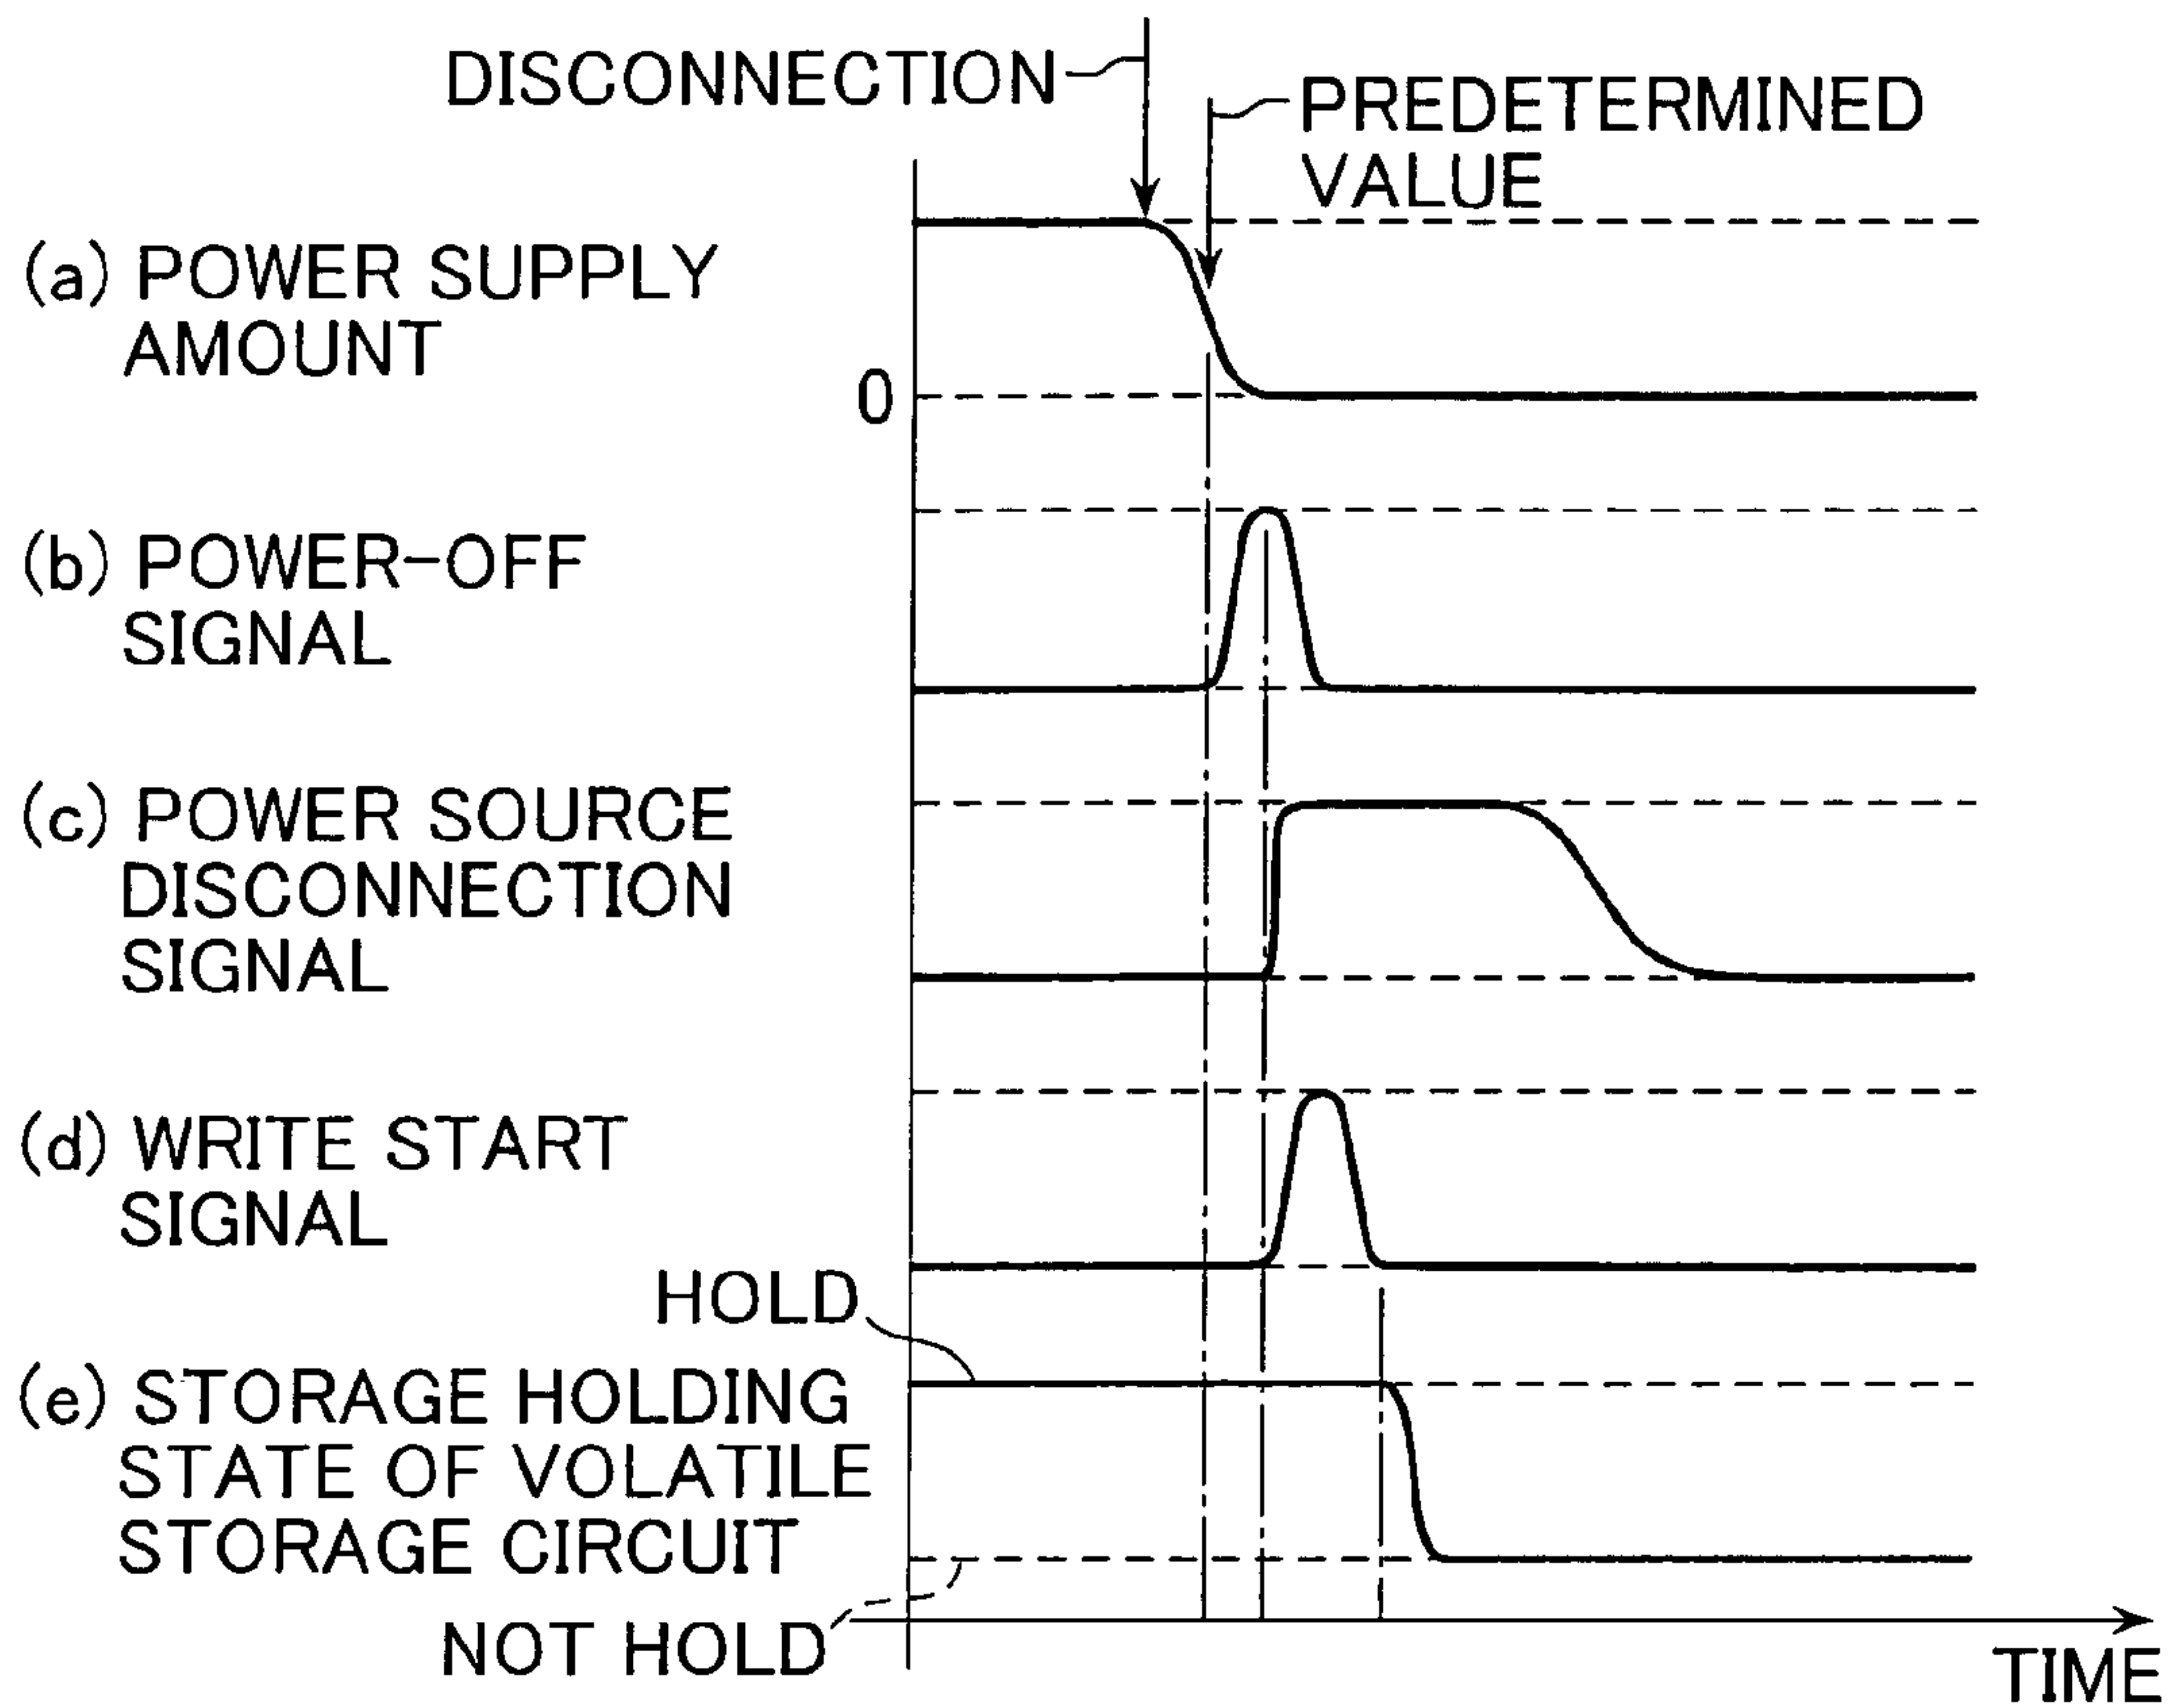 DISCONNECTION
PREDETERMINED
VALUE
(a) POWER SUPPLY
AMOUNT
0
(b) POWER-OFF
SIGNAL
(c) POWER SOURCE
DISCONNECTION
SIGNAL
(d) WRITE START
SIGNAL
HOLD
(e) STORAGE HOLDING
STATE OF VOLATILE
STORAGE CIRCUIT
NOT HOLD
TIME